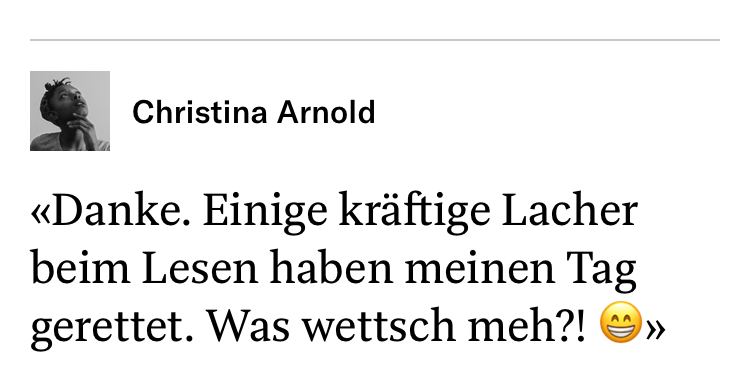 Christina Arnold
«Danke. Einige kräftige Lacher
beim Lesen haben meinen Tag
gerettet. Was wettsch meh?! 😁»